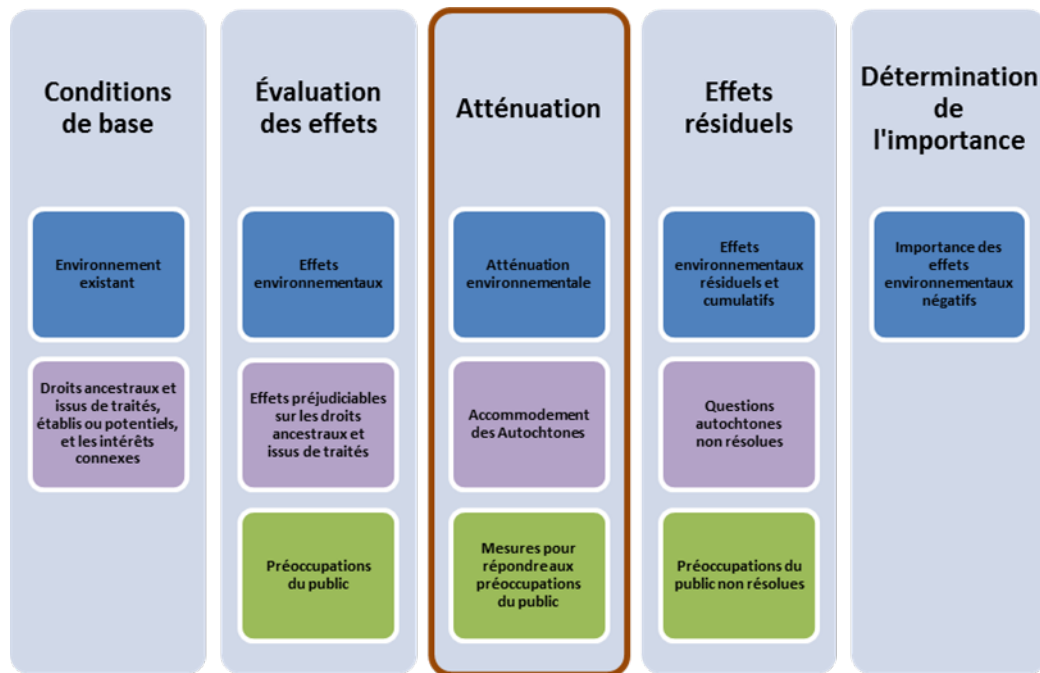 Conditions
de base
Environnement
existant
Droits ancestraux et
issus de traités,
établis ou potentiels,
et les intérêts
connexes
Évaluation
des effets
Effets
environnementaux
Effets préjudiciables
sur les droits
ancestraux et
issus de traités
Préoccupations
du public
Atténuation
Atténuation
environnementale
Accommodement
des Autochtones
Mesures pour
répondre aux
préoccupations
du public
Effets
résiduels
Effets
environnementaux
résiduels et
cumulatifs
Questions
autochtones
non résolues
Préoccupations du
public non résolues
Détermination
de
l'importance
Importance des
effets
environnementaux
négatifs